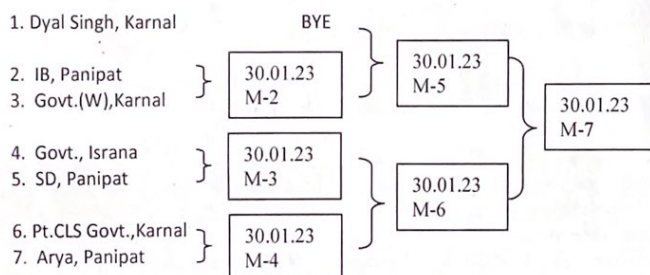 1. Dyal Singh, Karnal BYE
2. IB, Panipat
3. Govt.(W),Karnal
4. Govt., Israna
5. SD, Panipat
6. Pt.CLS Govt.,Karnal
7. Arya, Panipat
30.01.23
M-2
30.01.23
M-3
30.01.23
M-4
30.01.23
M-5
30.01.23
M-6
30.01.23
M-7